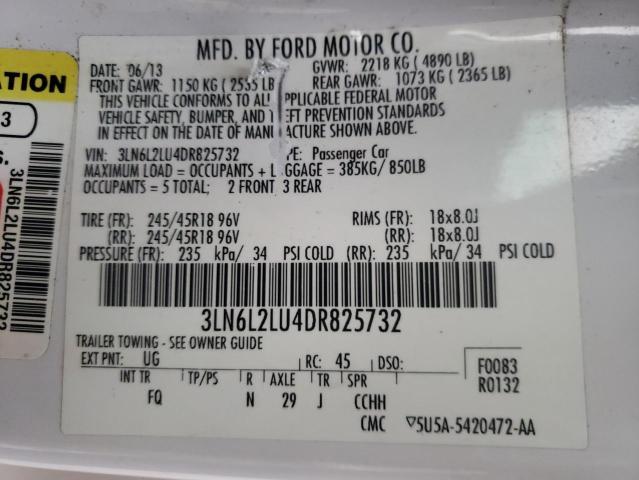 MFD. BY FORD MOTOR CO.
DATE: 06/13 GVWR: 2218 KG ( 4890 LB)
FRONT GAWR: 1150 KG ( 2535 LB REAR GAWR: 1073 KG ( 2365 LB)
THIS VEHICLE CONFORMS TO ALL APPLICABLE FEDERAL MOTOR
VEHICLE SAFETY, BUMPER, AND THEFT PREVENTION STANDARDS
IN EFFECT ON THE DATE OF MANUFACTURE SHOWN ABOVE
VIN: 3LN6L2LU4DR825732 PE: Passenger Car
MAXIMUM LOAD = OCCUPANTS + LUGGAGE = 385KG/ 850LB
OCCUPANTS = 5 TOTAL: 2 FRONT 3 REAR
TIRE (FR): 245/45R18 96V RIMS (FR): 18x8.0J
(RR): 245/45R18 96V (RR): 18x8.0J
PRESSURE (FR): 235 kPa/ 34 PSI COLD (RR): 235 kPa/ 34 PSI COLD
3LN6L2LU4DR825732
TRAILER TOWING - SEE OWNER GUIDE
EXT PNT: UG RC: 45 DSO: F0083
R0132
INT TR TP/PS R AXLE TR SPR
FQ N 29 J CCHH
CMC 5U5A-5420472-AA
ATION
3
3LN6L2LU4DR825732